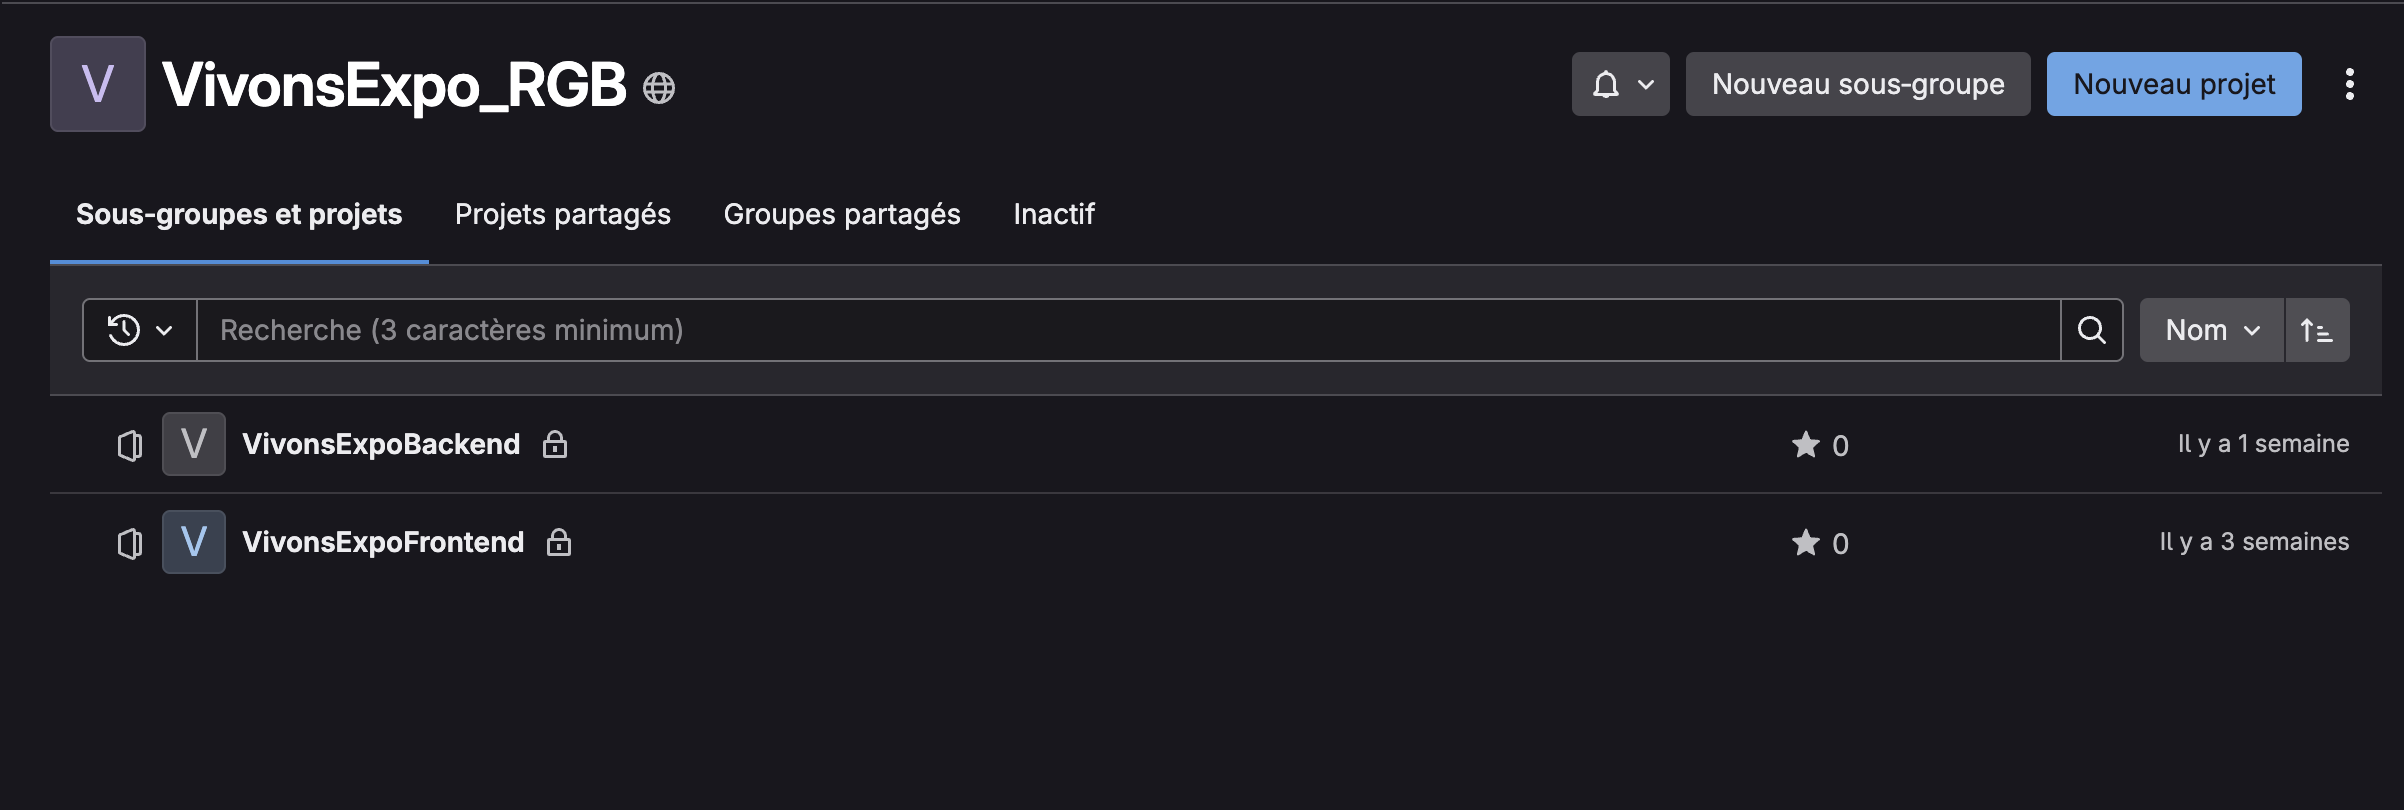 V VivonsExpo_RGB Nouveau sous-groupe Nouveau projet
Sous-groupes et projets Projets partagés Groupes partagés Inactif
Recherche (3 caractères minimum) Nom
V VivonsExpoBackend 0 Il y a 1 semaine
V VivonsExpoFrontend 0 Il y a 3 semaines